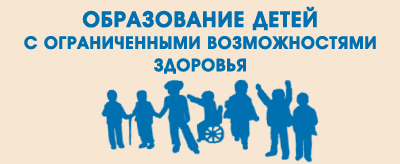 ОБРАЗОВАНИЕ ДЕТЕЙ
С ОГРАНИЧЕННЫМИ ВОЗМОЖНОСТЯМИ
ЗДОРОВЬЯ